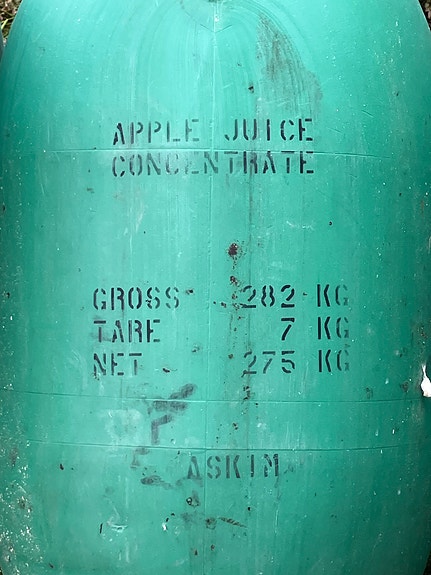 APPLE JUICE
CONCENTRATE
GROSS 282 KG
TARE 7 KG
NET 275 KG
ASKIM